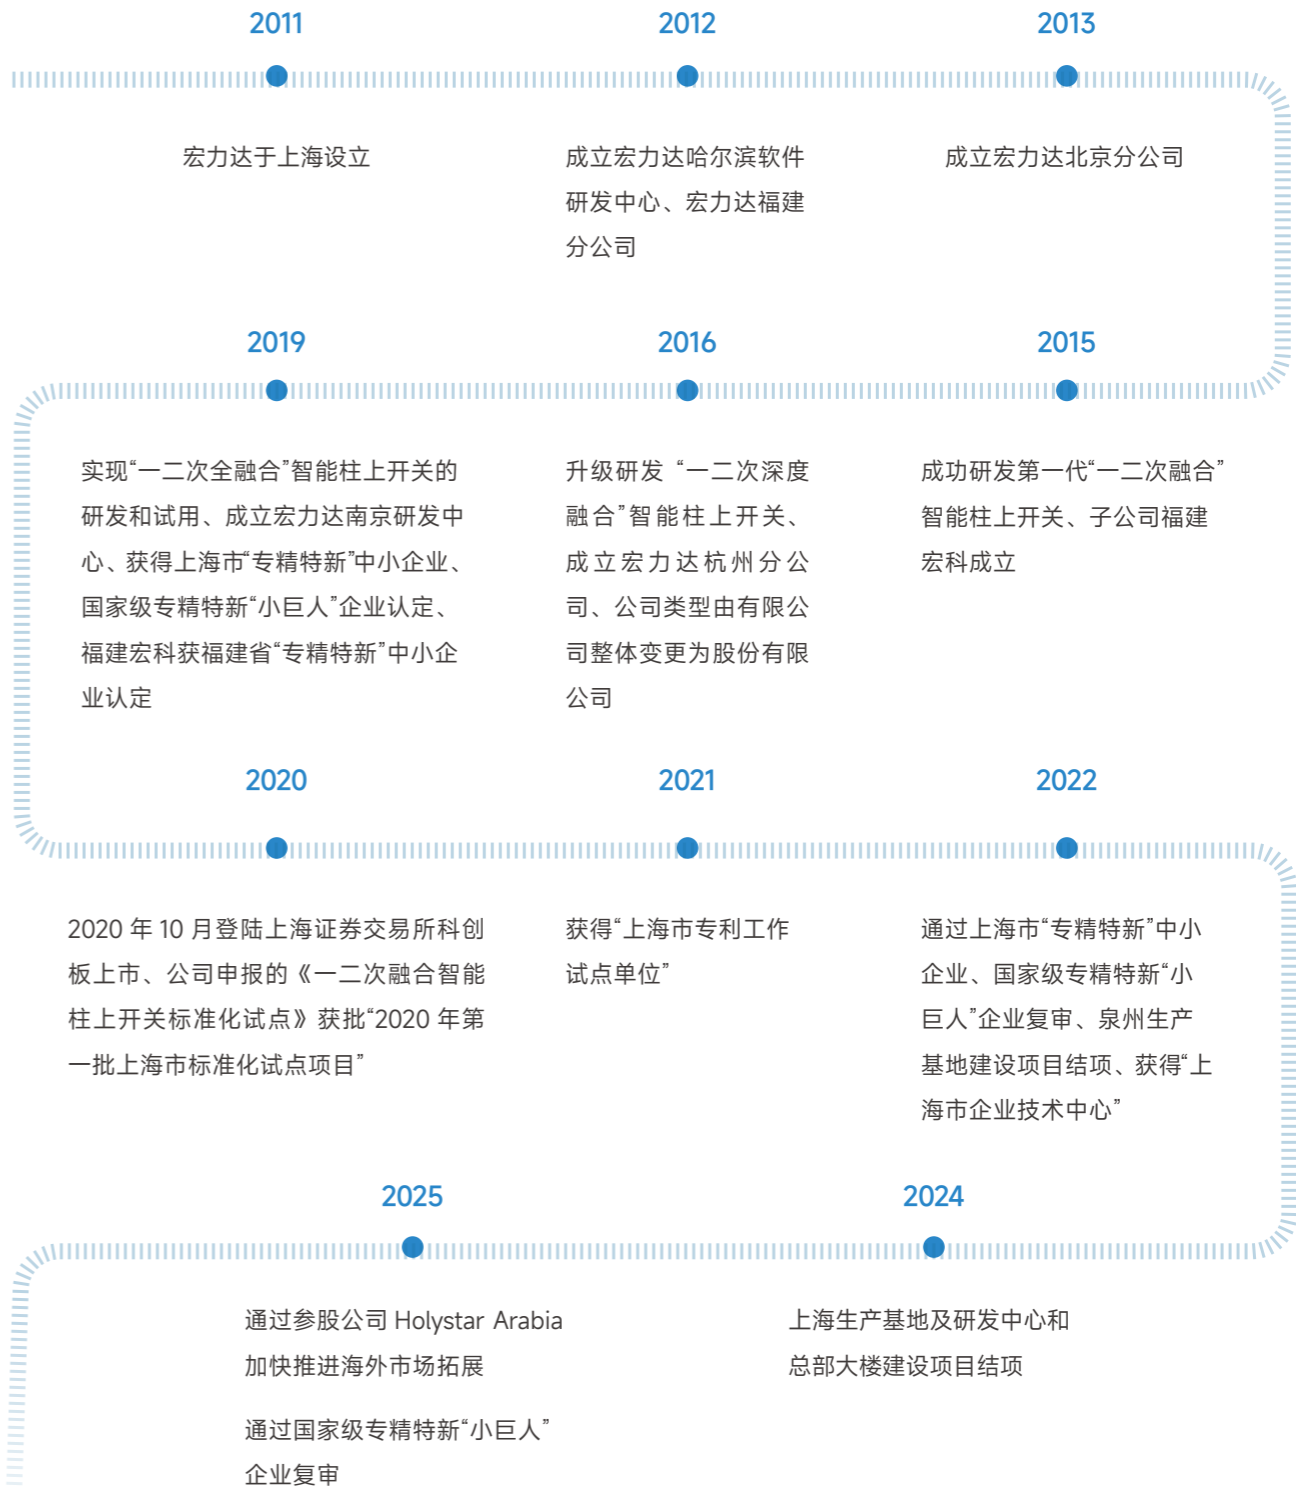 2011
宏力达于上海设立
2012
成立宏力达哈尔滨软件
研发中心、宏力达福建
分公司
2013
成立宏力达北京分公司
2015
成功研发第一代“一二次融合”
智能柱上开关、子公司福建
宏科成立
2016
升级研发 “一二次深度
融合”智能柱上开关、
成立宏力达杭州分公
司、公司类型由有限公
司整体变更为股份有限
公司
2019
实现“一二次全融合”智能柱上开关的
研发和试用、成立宏力达南京研发中
心、获得上海市“专精特新”中小企业、
国家级专精特新“小巨人”企业认定、
福建宏科获福建省“专精特新”中小企
业认定
2020
2020 年 10 月登陆上海证券交易所科创
板上市、公司申报的《一二次融合智能
柱上开关标准化试点》获批“2020 年第
一批上海市标准化试点项目”
2021
获得“上海市专利工作
试点单位”
2022
通过上海市“专精特新”中小
企业、国家级专精特新“小
巨人”企业复审、泉州生产
基地建设项目结项、获得“上
海市企业技术中心”
2024
上海生产基地及研发中心和
总部大楼建设项目结项
2025
通过参股公司 Holystar Arabia
加快推进海外市场拓展
通过国家级专精特新“小巨人”
企业复审